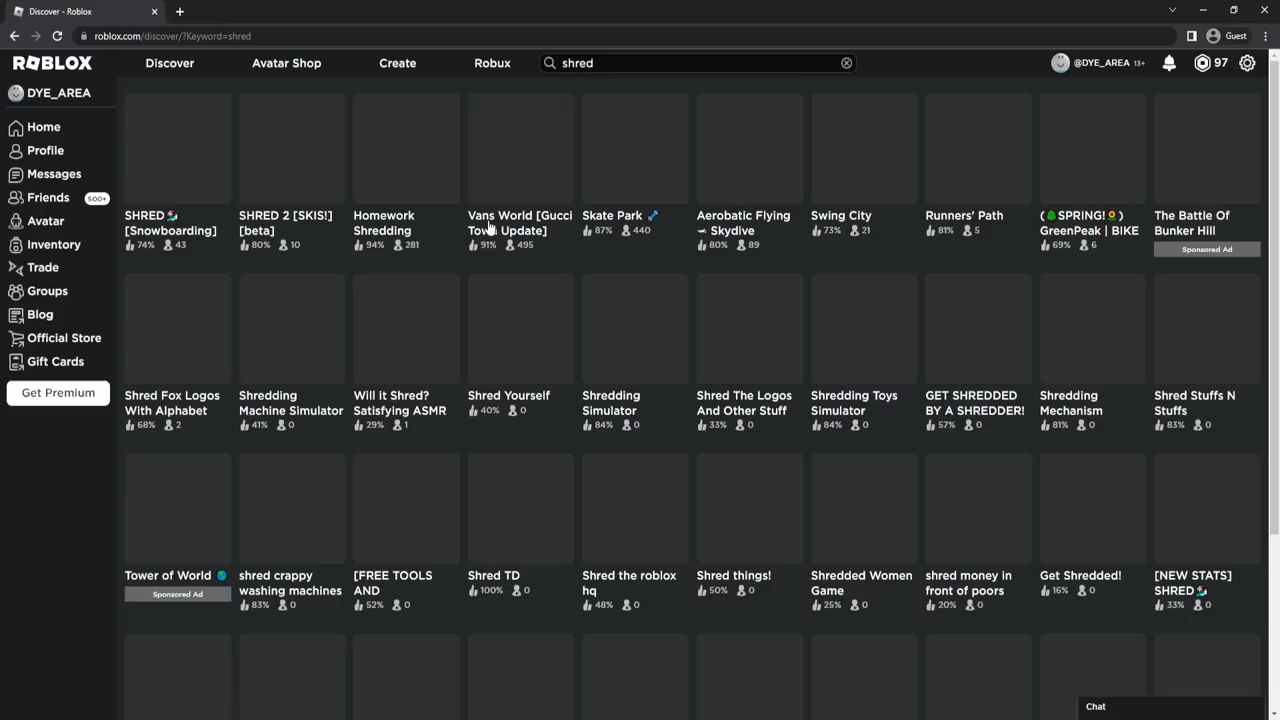 Discover - Roblox
roblox.com/discover/?Keyword=shred
Guest
ROBLOX
Discover
Avatar Shop
Create
Robux
shred
@DYE_AREA 13+
97
DYE_AREA
Home
Profile
Messages
Friends
500+
Avatar
Inventory
Trade
Groups
Blog
Official Store
Gift Cards
Get Premium
SHRED🏂
[Snowboarding]
74% 43
SHRED 2 [SKIS!]
[beta]
80% 10
Homework
Shredding
94% 281
Vans World [Gucci
Town Update]
91% 495
Skate Park 🦴
87% 440
Aerobatic Flying
🛩 Skydive
80% 89
Swing City
73% 21
Runners' Path
81% 5
(🌲SPRING!🌻)
GreenPeak | BIKE
69% 6
The Battle Of
Bunker Hill
Sponsored Ad
Shred Fox Logos
With Alphabet
68% 2
Shredding
Machine Simulator
41% 0
Will it Shred?
Satisfying ASMR
29% 1
Shred Yourself
40% 0
Shredding
Simulator
84% 0
Shred The Logos
And Other Stuff
33% 0
Shredding Toys
Simulator
84% 0
GET SHREDDED
BY A SHREDDER!
57% 0
Shredding
Mechanism
81% 0
Shred Stuffs N
Stuffs
83% 0
Tower of World 🌎
Sponsored Ad
shred crappy
washing machines
83% 0
[FREE TOOLS
AND
52% 0
Shred TD
100% 0
Shred the roblox
hq
48% 0
Shred things!
50% 0
Shredded Women
Game
25% 0
shred money in
front of poors
20% 0
Get Shredded!
16% 0
[NEW STATS]
SHRED🏂
33% 0
Chat